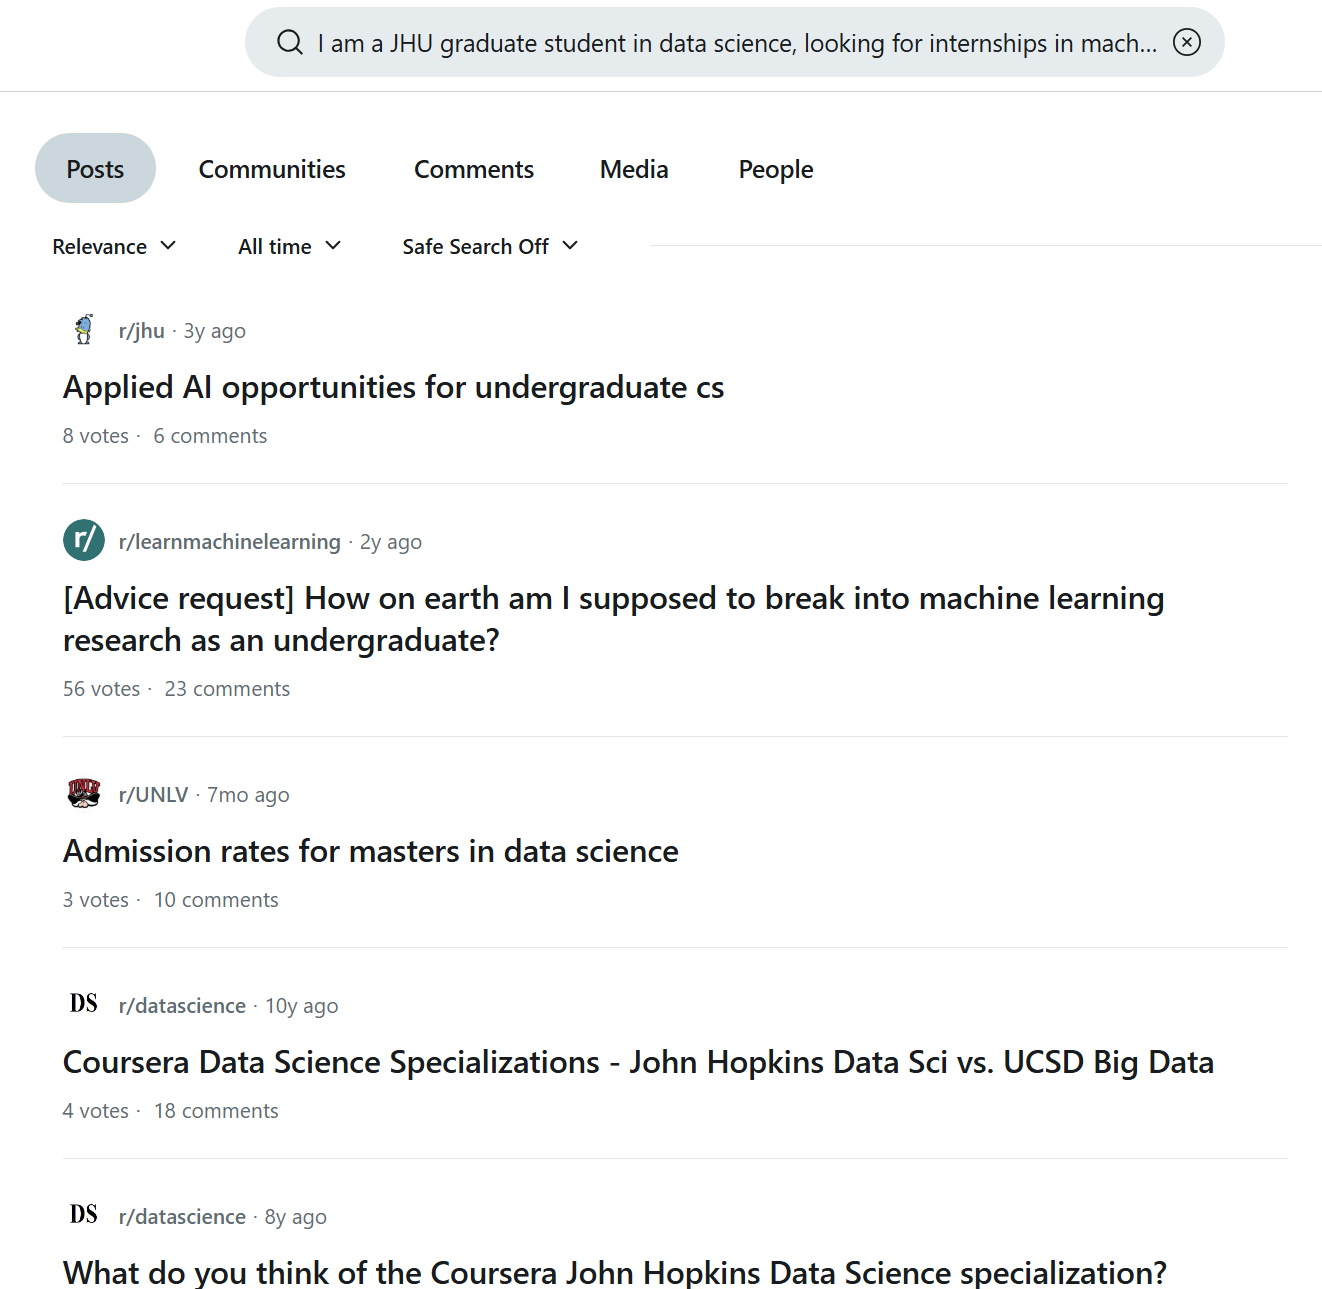 I am a JHU graduate student in data science, looking for internships in mach...
Posts Communities Comments Media People
Relevance All time Safe Search Off
r/jhu · 3y ago
Applied AI opportunities for undergraduate cs
8 votes · 6 comments
r/
r/learnmachinelearning · 2y ago
[Advice request] How on earth am I supposed to break into machine learning
research as an undergraduate?
56 votes · 23 comments
UNLV
r/UNLV · 7mo ago
Admission rates for masters in data science
3 votes · 10 comments
DS r/datascience · 10y ago
Coursera Data Science Specializations - John Hopkins Data Sci vs. UCSD Big Data
4 votes · 18 comments
DS r/datascience · 8y ago
What do you think of the Coursera John Hopkins Data Science specialization?